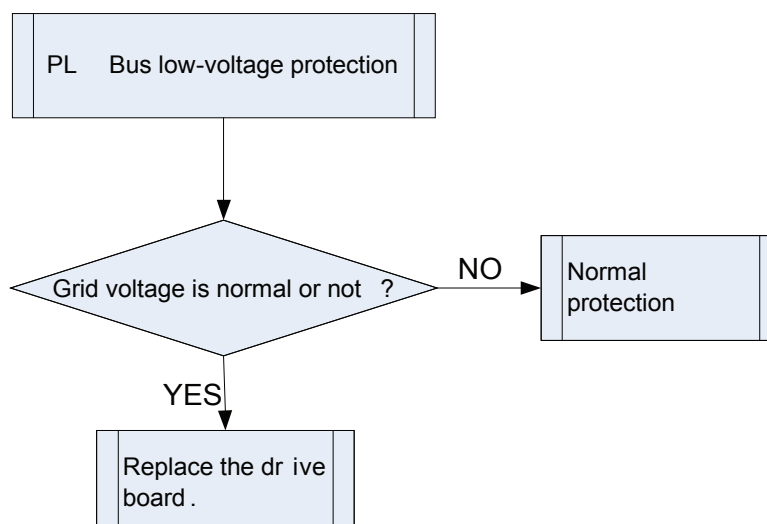 PL Bus low-voltage protection
Grid voltage is normal or not ?
NO
Normal
protection
YES
Replace the dr ive
board .